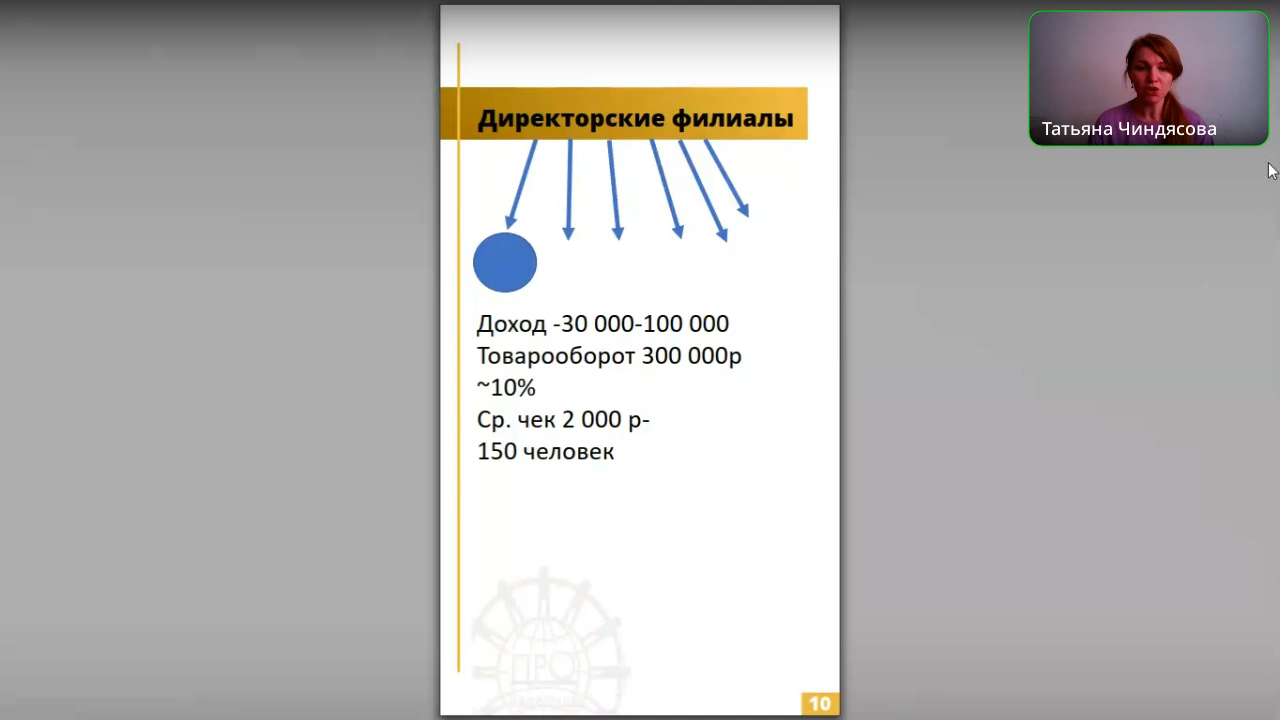 Директорские филиалы
Доход -30 000-100 000
Товарооборот 300 000р
~10%
Ср. чек 2 000 р-
150 человек
ПРО
10
Татьяна Чиндясова